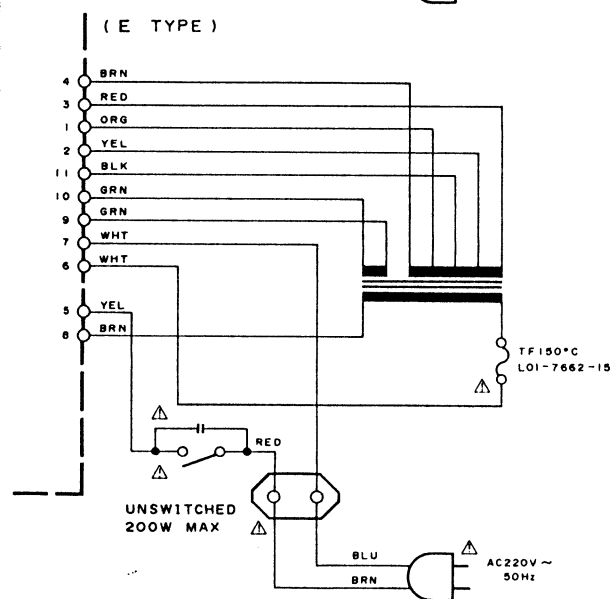 ( E TYPE )
4 BRN
3 RED
1 ORG
2 YEL
11 BLK
10 GRN
9 GRN
7 WHT
6 WHT
5 YEL
8 BRN
TF150°C
L01-7662-15
RED
UNSWITCHED
200W MAX
BLU
BRN
AC220V~
50Hz